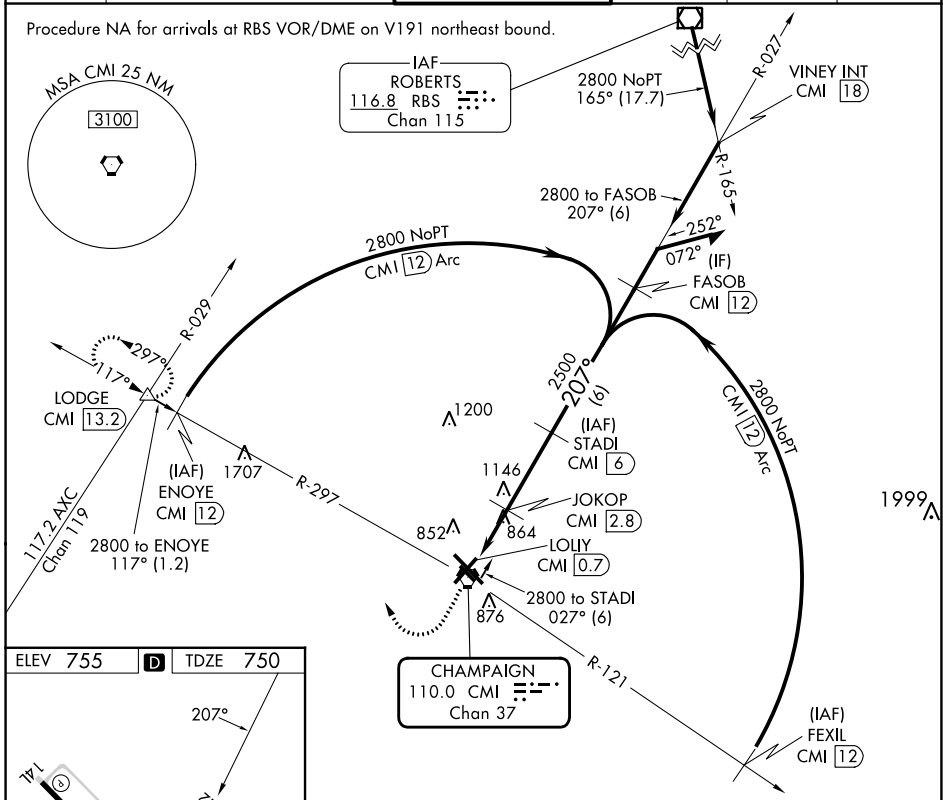 Procedure NA for arrivals at RBS VOR/DME on V191 northeast bound.
MSA CMI 25 NM
3100
IAF
ROBERTS
116.8 RBS
Chan 115
2800 NoPT
165° (17.7)
R-027
VINEY INT
CMI 18
R-165
2800 to FASOB
207° (6)
252°
072°
(IF)
FASOB
CMI 12
2800 NoPT
CMI 12 Arc
R-029
297°
117°
LODGE
CMI 13.2
(IAF)
ENOYE
CMI 12
1707
117.2 AXC
Chan 119
2800 to ENOYE
117° (1.2)
R-297
1200
2500
207°
(6)
(IAF)
STADI
CMI 6
2800 NoPT
CMI 12 Arc
1146
JOKOP
CMI 2.8
852
864
LOLIY
CMI 0.7
1999
2800 to STADI
027° (6)
876
R-121
CHAMPAIGN
110.0 CMI
Chan 37
(IAF)
FEXIL
CMI 12
ELEV 755
D
TDZE 750
207°
14L
P